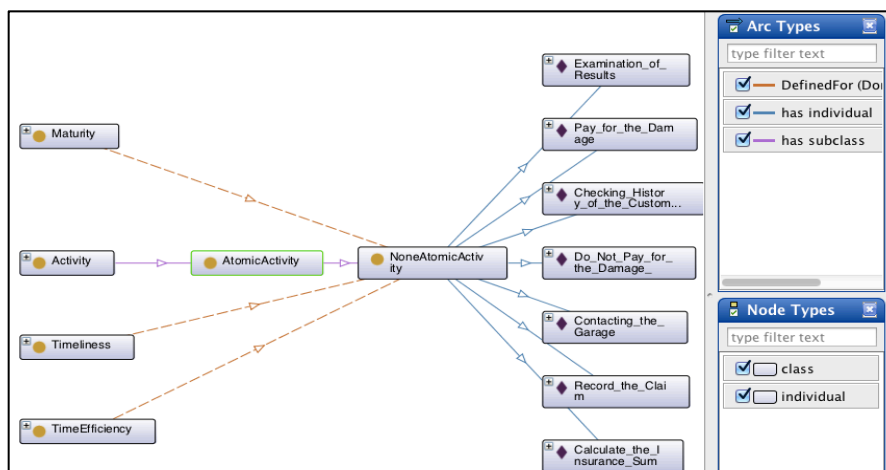 Maturity
Activity
AtomicActivity
NoneAtomicActiv
ity
Timeliness
TimeEfficiency
Examination_of_
Results
Pay_for_the_Dam
age
Checking_Histor
y_of_the_Custom...
Do_Not_Pay_for_
the_Damage_
Contacting_the_
Garage
Record_the_Clai
m
Calculate_the_I
nsurance_Sum
Arc Types
type filter text
DefinedFor (Do
has individual
has subclass
Node Types
type filter text
class
individual